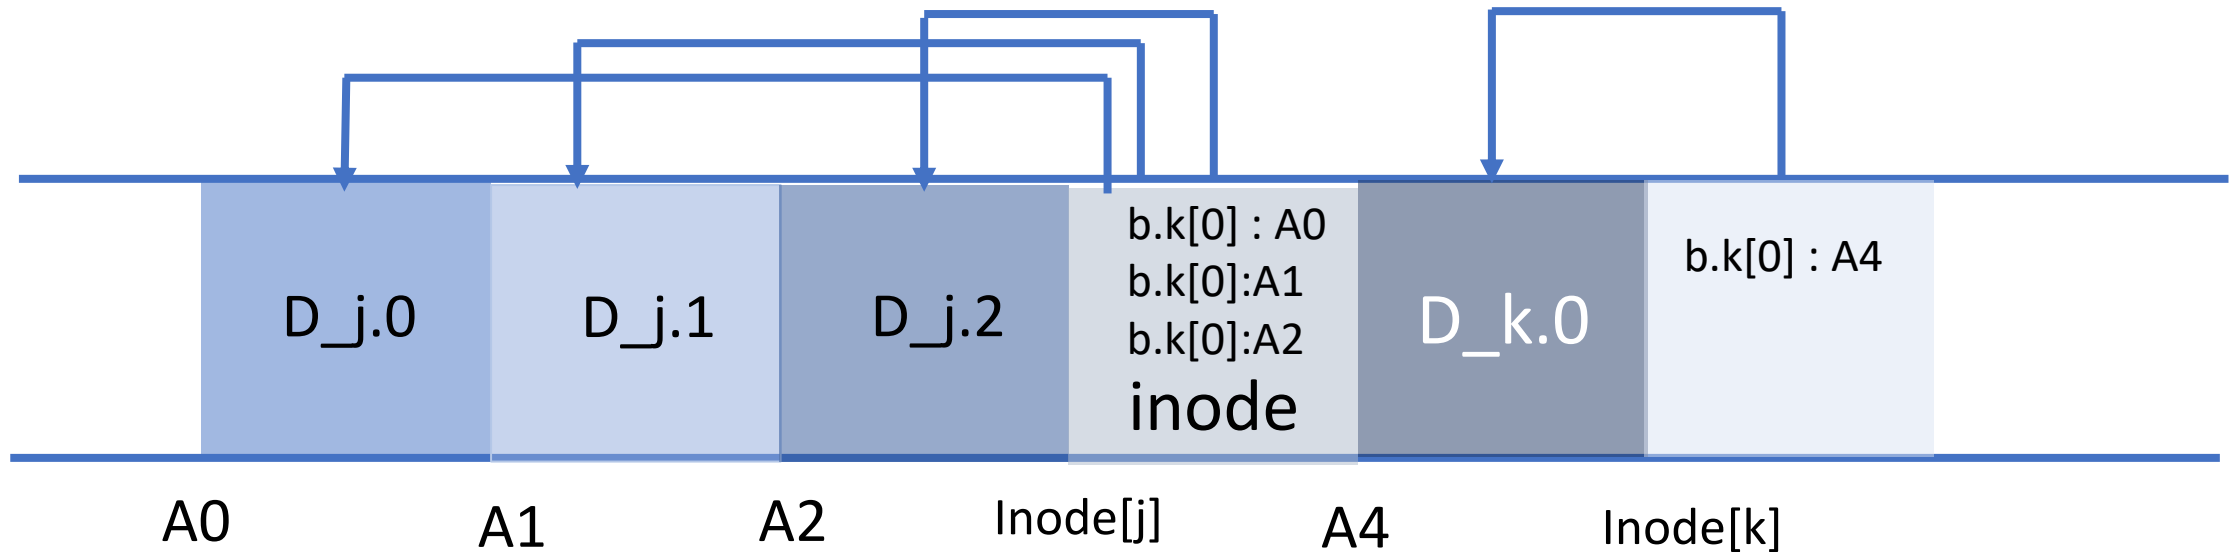 D_j.0
D_j.1
D_j.2
b.k[0] : A0
b.k[0]:A1
b.k[0]:A2
inode
D_k.0
b.k[0] : A4
A0
A1
A2
Inode[j]
A4
Inode[k]